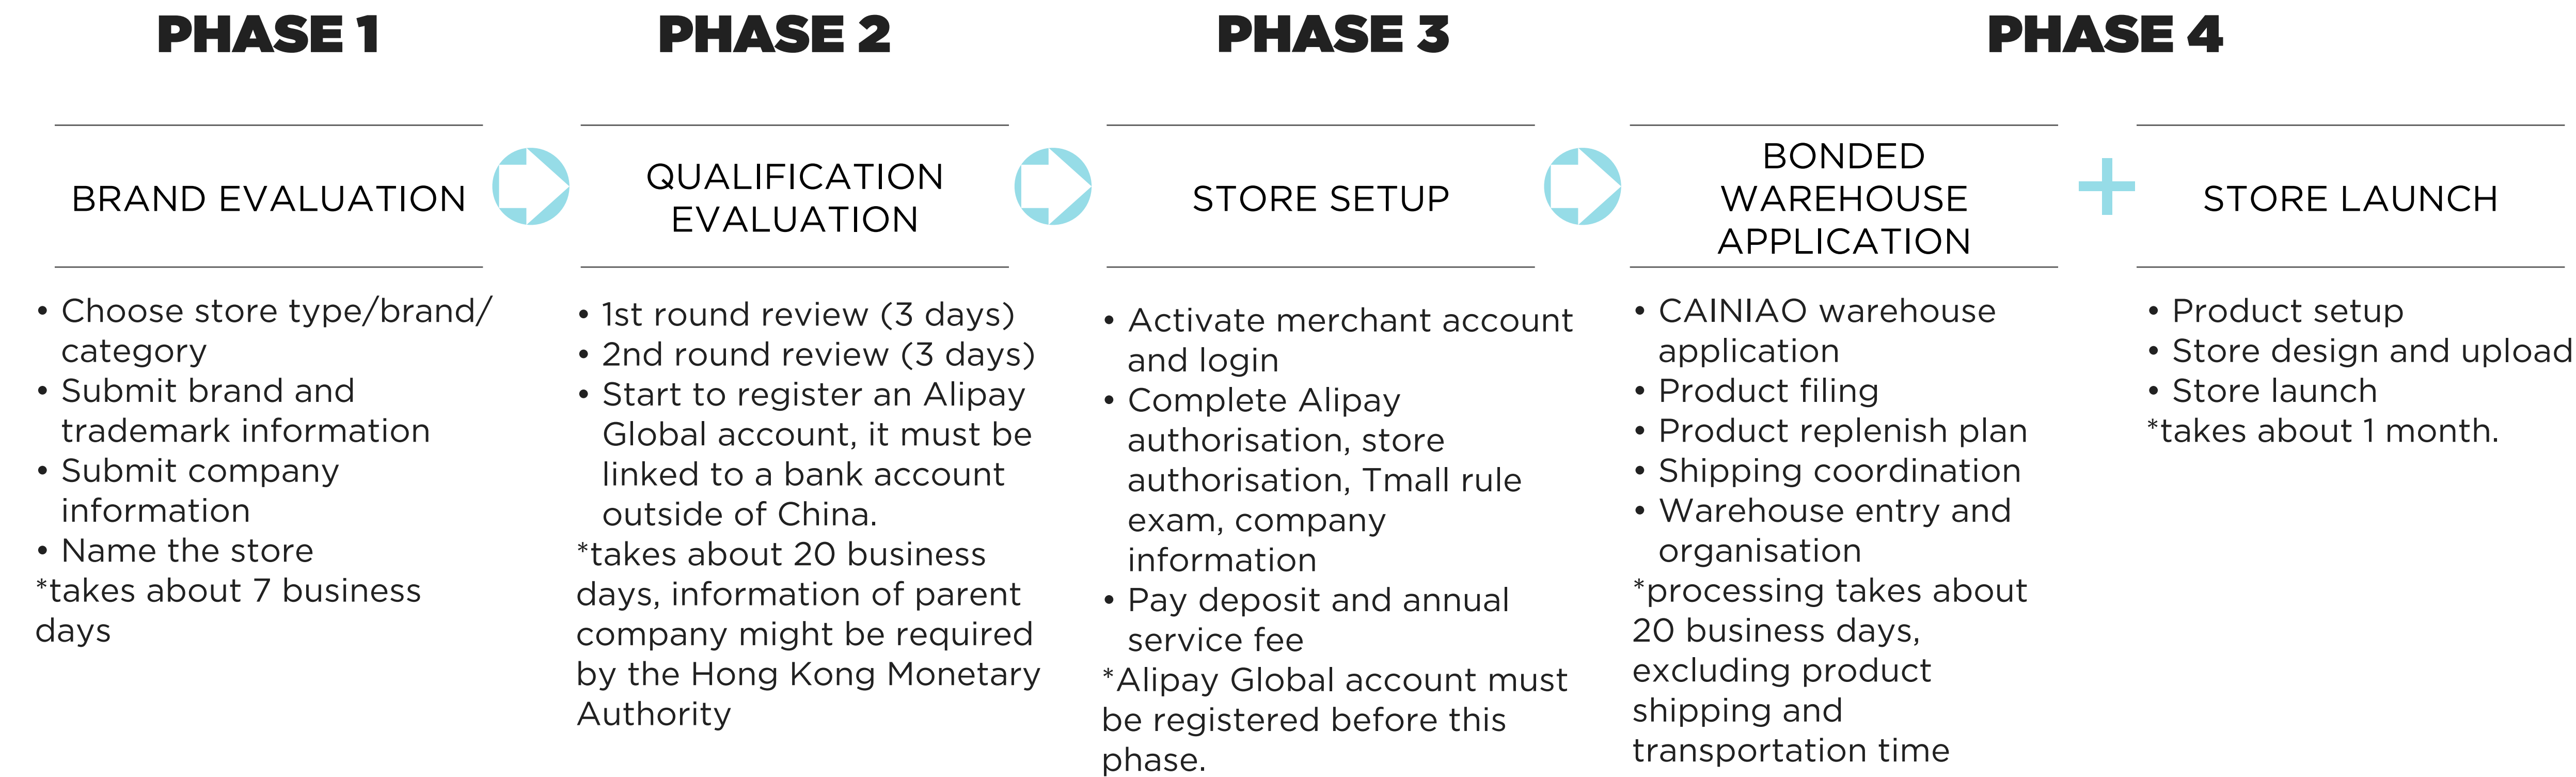 PHASE 1
PHASE 2
PHASE 3
PHASE 4
BRAND EVALUATION
• Choose store type/brand/
category
• Submit brand and
trademark information
• Submit company
information
• Name the store
*takes about 7 business
days
QUALIFICATION
EVALUATION
• 1st round review (3 days)
• 2nd round review (3 days)
• Start to register an Alipay
Global account, it must be
linked to a bank account
outside of China.
*takes about 20 business
days, information of parent
company might be required
by the Hong Kong Monetary
Authority
STORE SETUP
• Activate merchant account
and login
• Complete Alipay
authorisation, store
authorisation, Tmall rule
exam, company
information
• Pay deposit and annual
service fee
*Alipay Global account must
be registered before this
phase.
BONDED
WAREHOUSE
APPLICATION
• CAINIAO warehouse
application
• Product filing
• Product replenish plan
• Shipping coordination
• Warehouse entry and
organisation
*processing takes about
20 business days,
excluding product
shipping and
transportation time
+
STORE LAUNCH
• Product setup
• Store design and upload
• Store launch
*takes about 1 month.